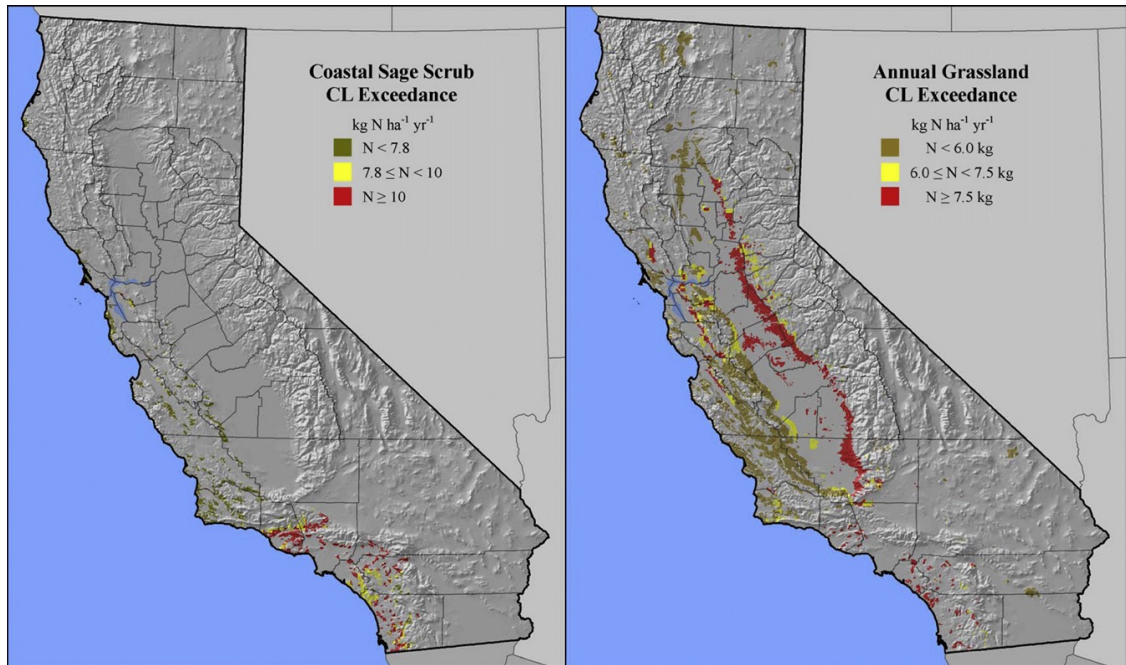 Coastal Sage Scrub
CL Exceedance
kg N ha⁻¹ yr⁻¹
N < 7.8
7.8 ≤ N < 10
N ≥ 10
Annual Grassland
CL Exceedance
kg N ha⁻¹ yr⁻¹
N < 6.0 kg
6.0 ≤ N < 7.5 kg
N ≥ 7.5 kg